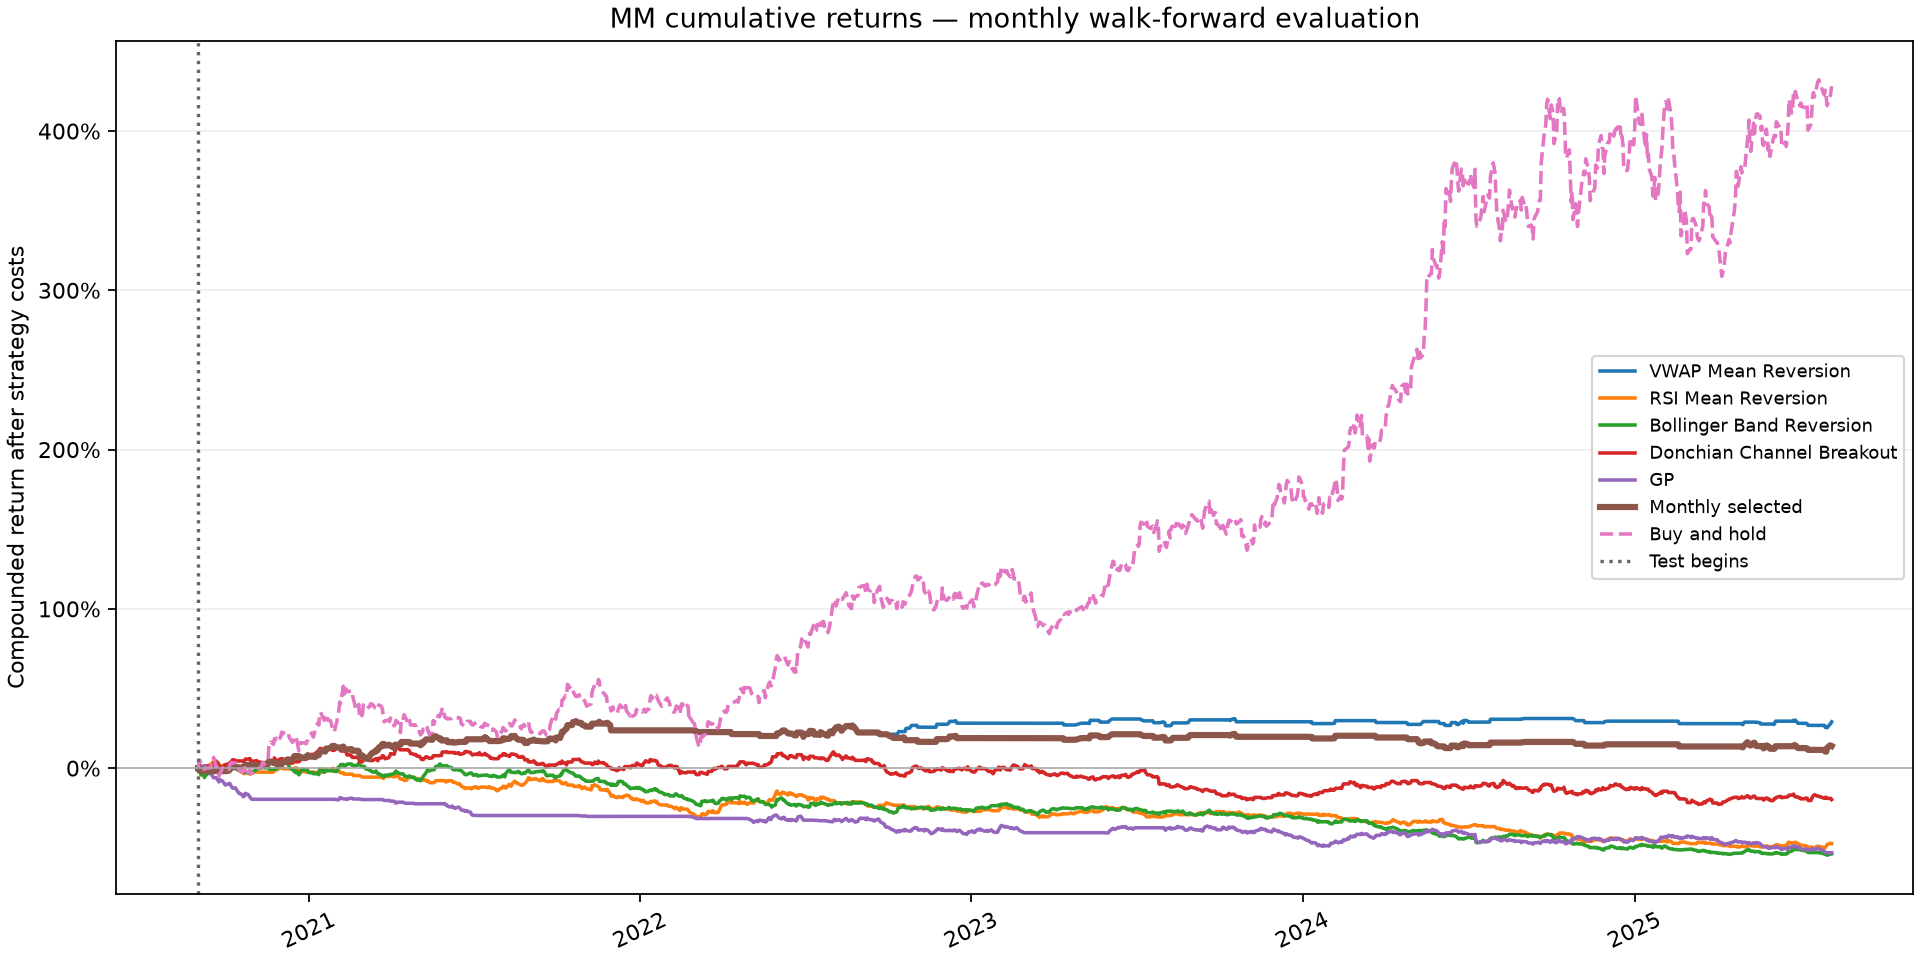 MM cumulative returns — monthly walk-forward evaluation
Compounded return after strategy costs
400%
300%
200%
100%
0%
VWAP Mean Reversion
RSI Mean Reversion
Bollinger Band Reversion
Donchian Channel Breakout
GP
Monthly selected
Buy and hold
Test begins
2021
2022
2023
2024
2025